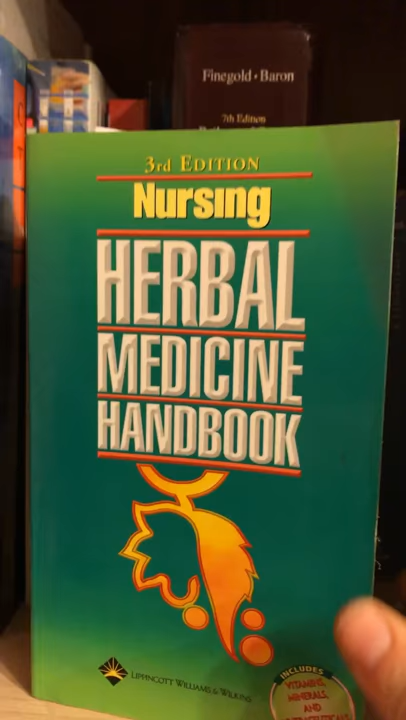 Finegold • Baron
7th Edition
3rd EDITION
Nursing
HERBAL
MEDICINE
HANDBOOK
LIPPINCOTT WILLIAMS & WILKINS
INCLUDES
VITAMINS,
MINERALS,
AND